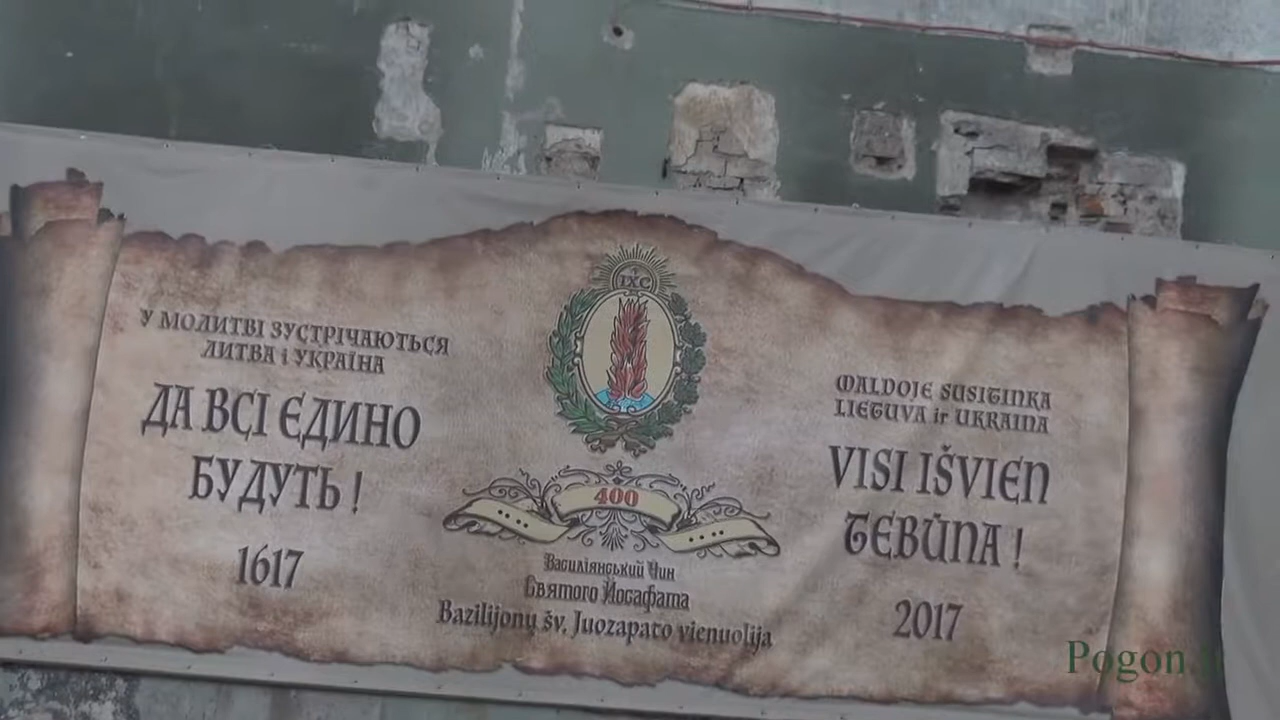 У МОЛИТВІ ЗУСТРІЧАЮТЬСЯ
ЛИТВА і УКРАЇНА
ДА ВСІ ЄДИНО
БУДУТЬ !
1617
ІХС
400
Василіянський Чин
Святого Йосафата
Bazilijonų šv. Juozapato vienuolija
MALDOJE SUSITINKA
LIETUVA ir UKRAINA
VISI IŠVIEN
TEBŪNA !
2017
Pogon